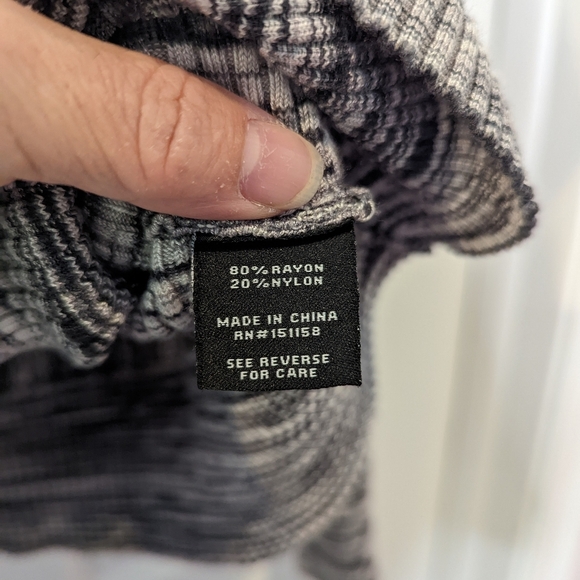 80% RAYON
20% NYLON
MADE IN CHINA
RN#151158
SEE REVERSE
FOR CARE